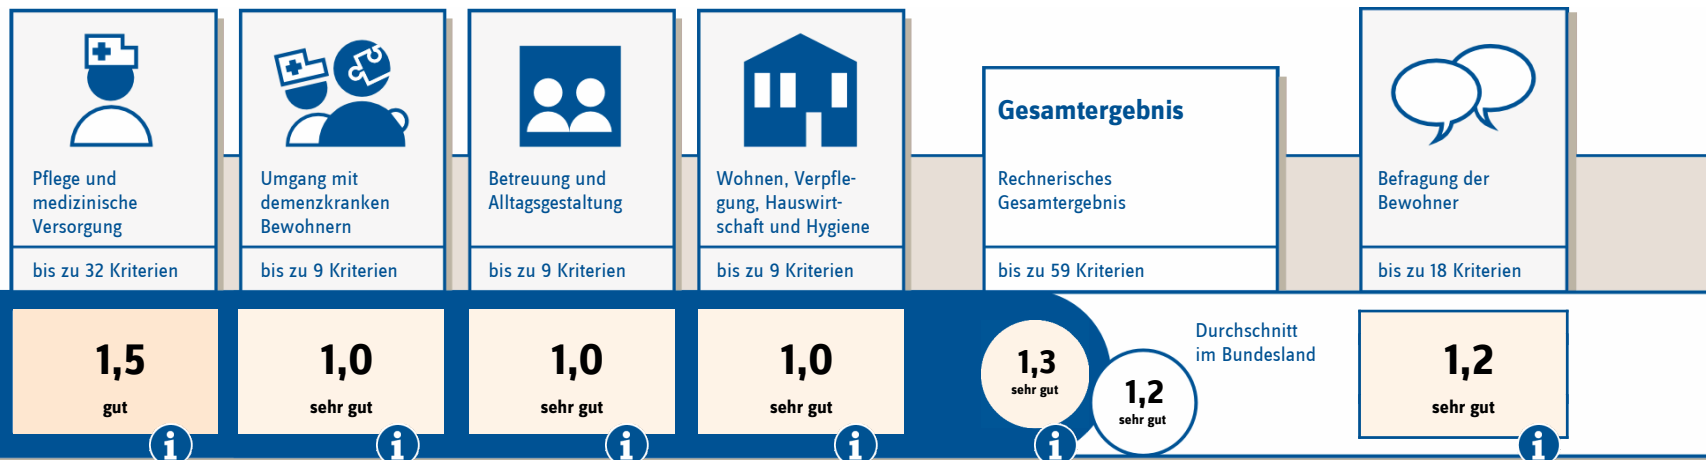 Pflege und
medizinische
Versorgung
bis zu 32 Kriterien
1,5
gut
Umgang mit
demenzkranken
Bewohnern
bis zu 9 Kriterien
1,0
sehr gut
Betreuung und
Alltagsgestaltung
bis zu 9 Kriterien
1,0
sehr gut
Wohnen, Verpfle-
gung, Hauswirt-
schaft und Hygiene
bis zu 9 Kriterien
1,0
sehr gut
Gesamtergebnis
Rechnerisches
Gesamtergebnis
bis zu 59 Kriterien
1,3
sehr gut
Durchschnitt
im Bundesland
1,2
sehr gut
Befragung der
Bewohner
bis zu 18 Kriterien
1,2
sehr gut